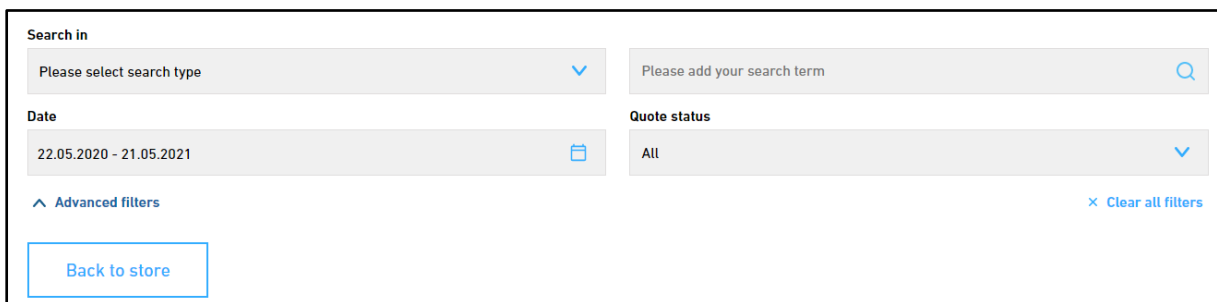 Search in
Please select search type
Please add your search term
Date
Quote status
22.05.2020 - 21.05.2021
All
Advanced filters
Clear all filters
Back to store